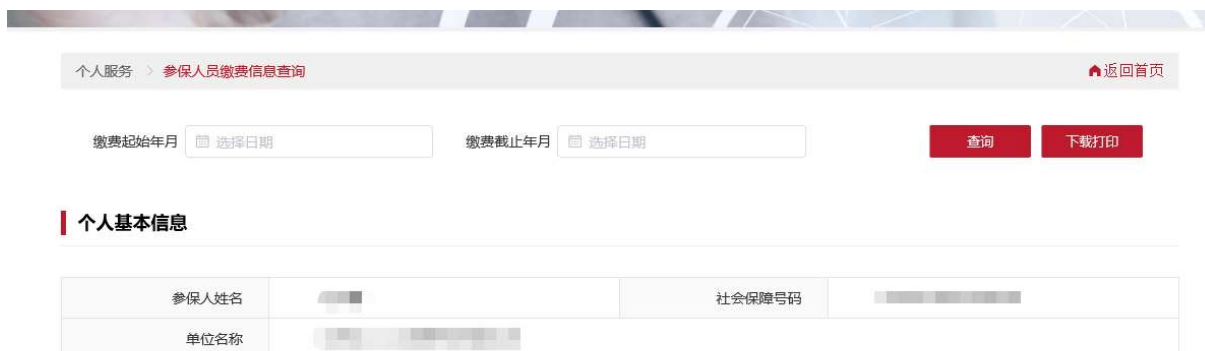 个人服务 > 参保人员缴费信息查询 返回首页
缴费起始年月 选择日期 缴费截止年月 选择日期 查询 下载打印
个人基本信息
参保人姓名 社会保障号码
单位名称